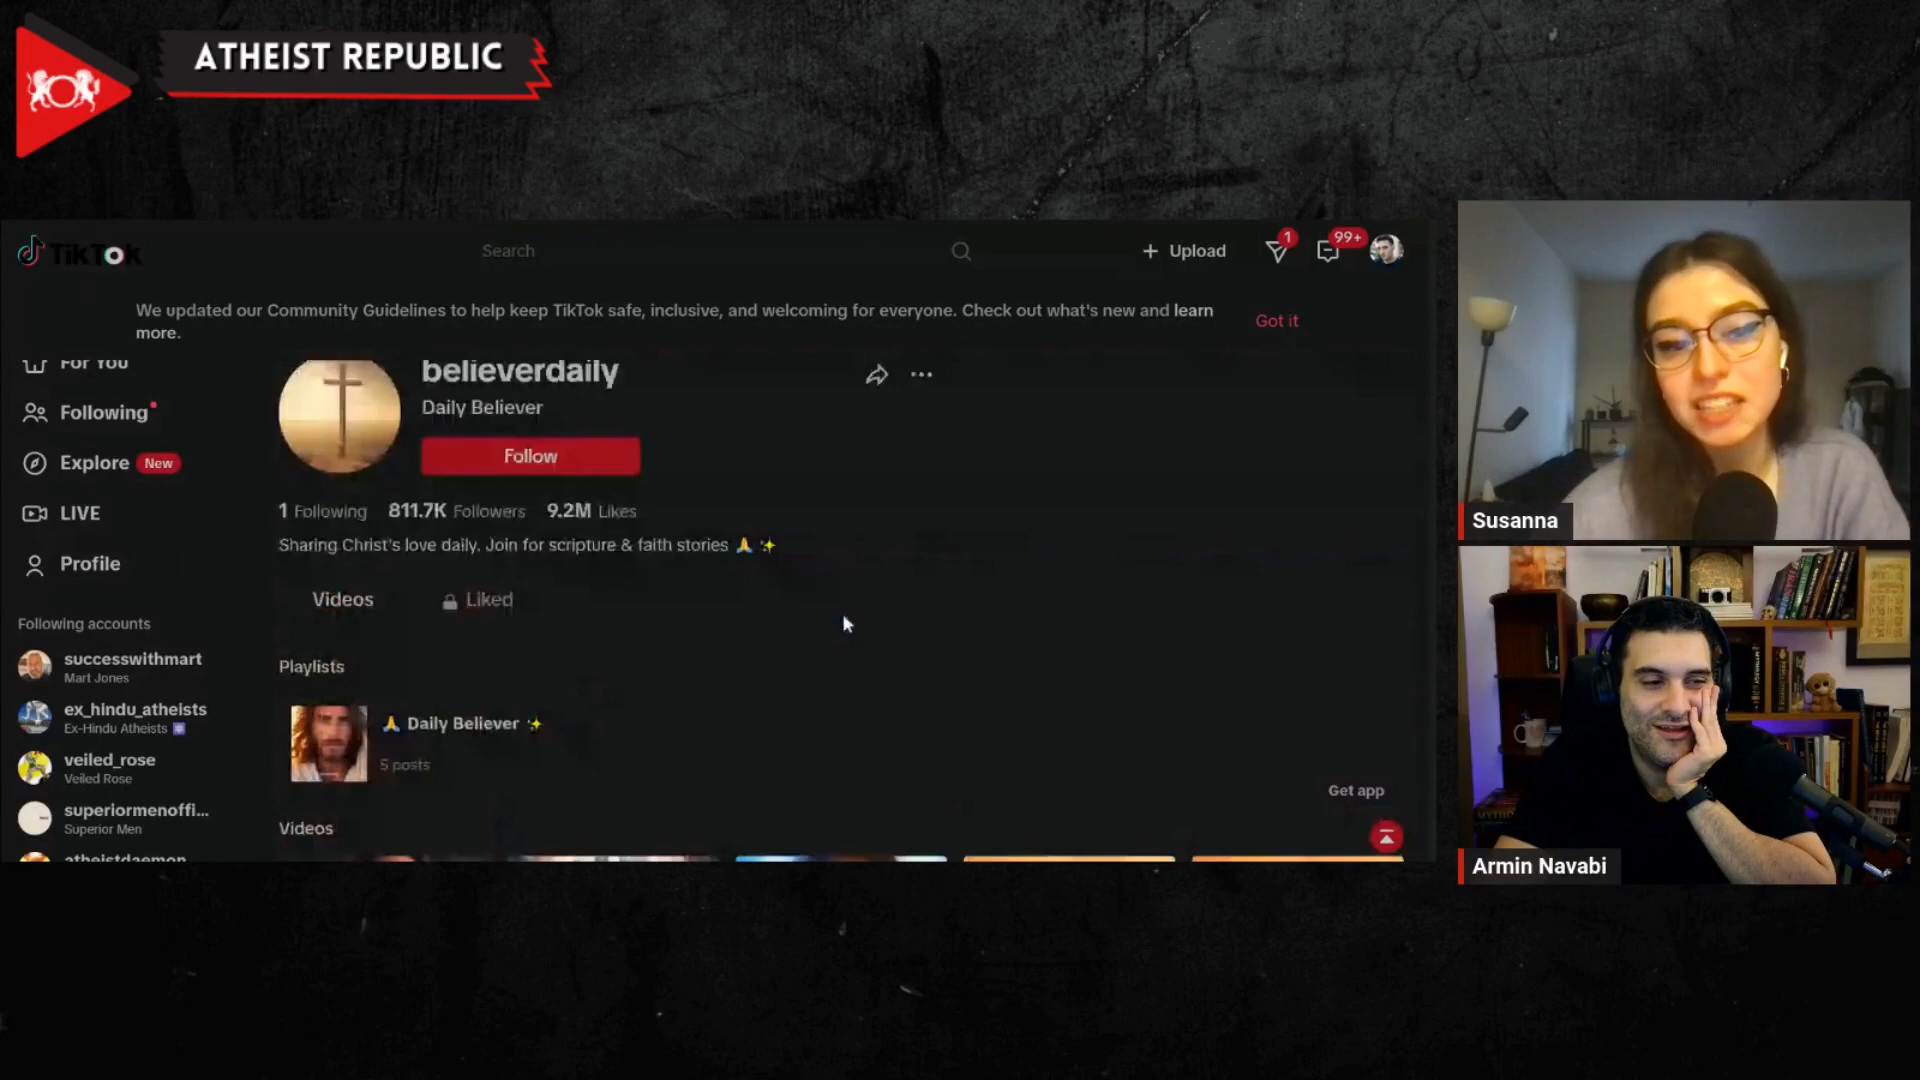 ATHEIST REPUBLIC
TikTok
Search
Upload
1
99+
We updated our Community Guidelines to help keep TikTok safe, inclusive, and welcoming for everyone. Check out what's new and learn
more.
Got it
For You
Following
Explore New
LIVE
Profile
Following accounts
successwithmart
Mart Jones
ex_hindu_atheists
Ex-Hindu Atheists
veiled_rose
Veiled Rose
superiormenoffi...
Superior Men
atheistdaemon
believerdaily
Daily Believer
Follow
1 Following 811.7K Followers 9.2M Likes
Sharing Christ's love daily. Join for scripture & faith stories 🙏 ✨
Videos Liked
Playlists
🙏 Daily Believer ✨
5 posts
Videos
Get app
Susanna
Armin Navabi